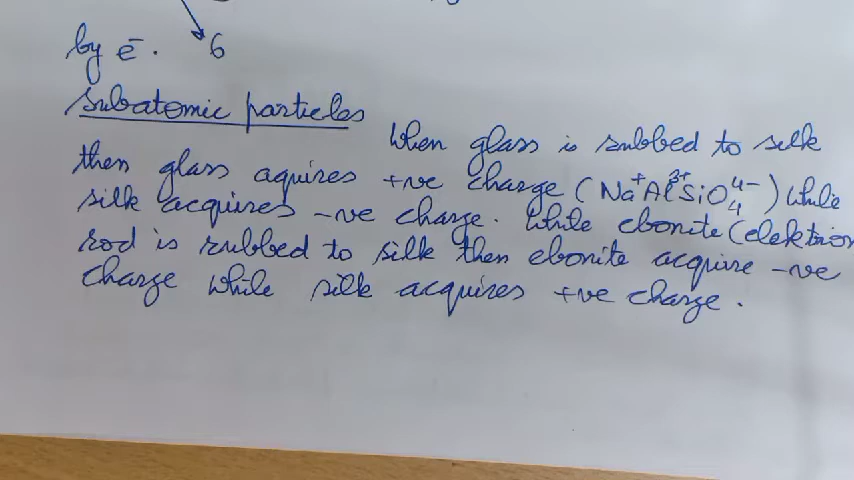 by e⁻. 6
Subatomic particles When glass is rubbed to silk
then glass aquires +ve charge (Na⁺Al³⁺SiO₄⁴⁻) while
silk acquires -ve charge. While ebonite (elektrion
rod is rubbed to silk then ebonite acquire -ve
charge while silk acquires +ve charge.